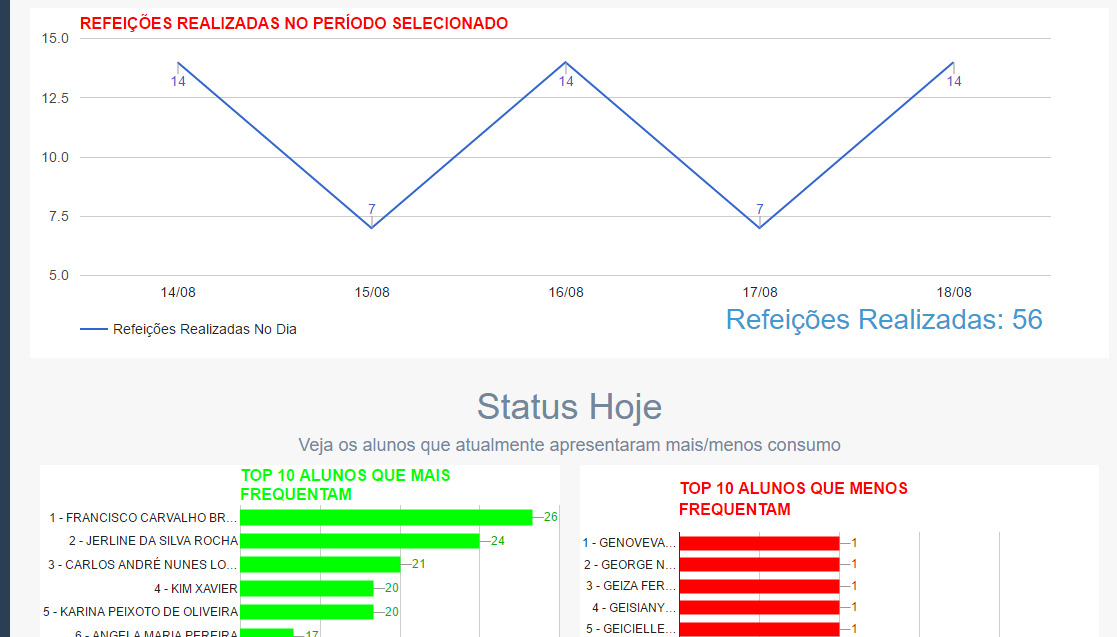 REFEIÇÕES REALIZADAS NO PERÍODO SELECIONADO
15.0
12.5
10.0
7.5
5.0
14
7
14
7
14
14/08 15/08 16/08 17/08 18/08
Refeições Realizadas No Dia
Refeições Realizadas: 56
Status Hoje
Veja os alunos que atualmente apresentaram mais/menos consumo
TOP 10 ALUNOS QUE MAIS
FREQUENTAM
1 - FRANCISCO CARVALHO BR... 26
2 - JERLINE DA SILVA ROCHA 24
3 - CARLOS ANDRÉ NUNES LO... 21
4 - KIM XAVIER 20
5 - KARINA PEIXOTO DE OLIVEIRA 20
6 - ANGELA MARIA PEREIRA 17
TOP 10 ALUNOS QUE MENOS
FREQUENTAM
1 - GENOVEVA... 1
2 - GEORGE N... 1
3 - GEIZA FER... 1
4 - GEISIANY... 1
5 - GEICIELLE... 1